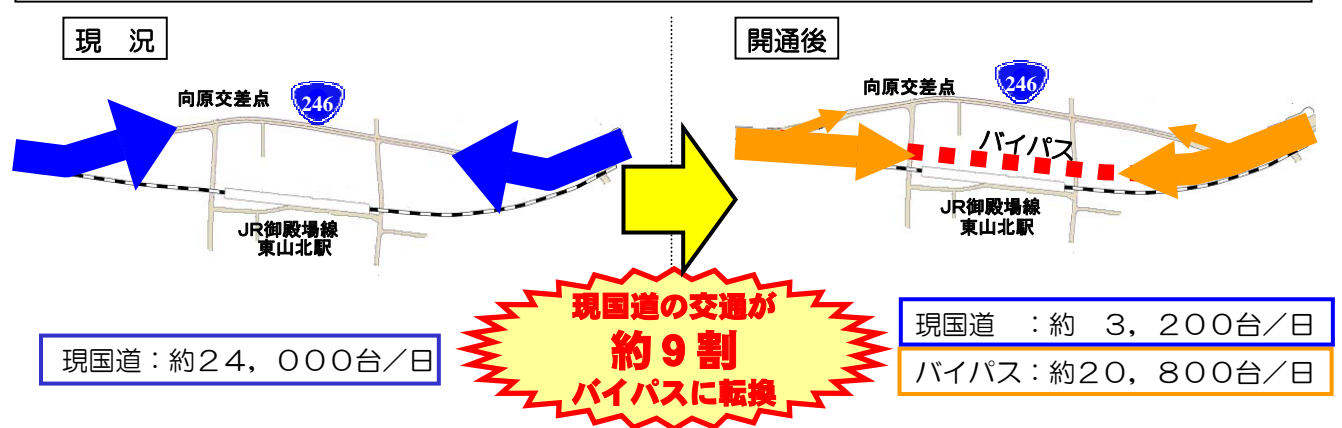 現　況
向原交差点
246
JR御殿場線
東山北駅
現国道：約２４，０００台／日
現国道の交通が
約９割
バイパスに転換
開通後
向原交差点
246
バイパス
JR御殿場線
東山北駅
現国道　：約　３，２００台／日
バイパス：約２０，８００台／日